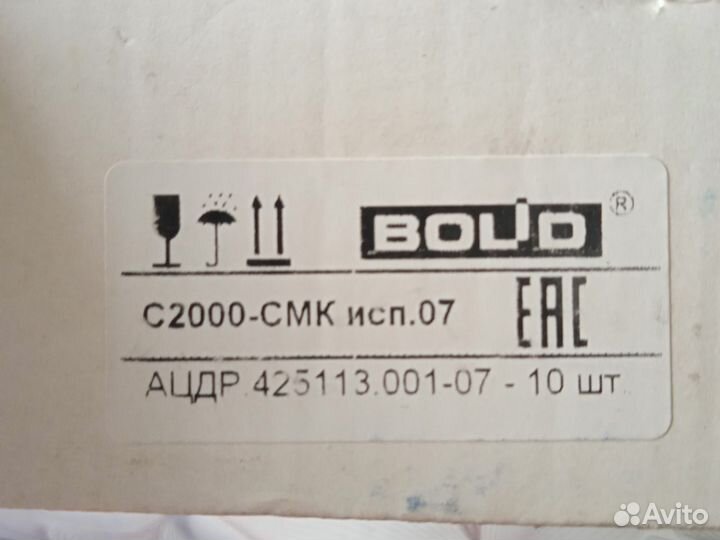 BOLID ®
С2000-СМК исп.07
EAC
АЦДР.425113.001-07 - 10 шт.
Avito